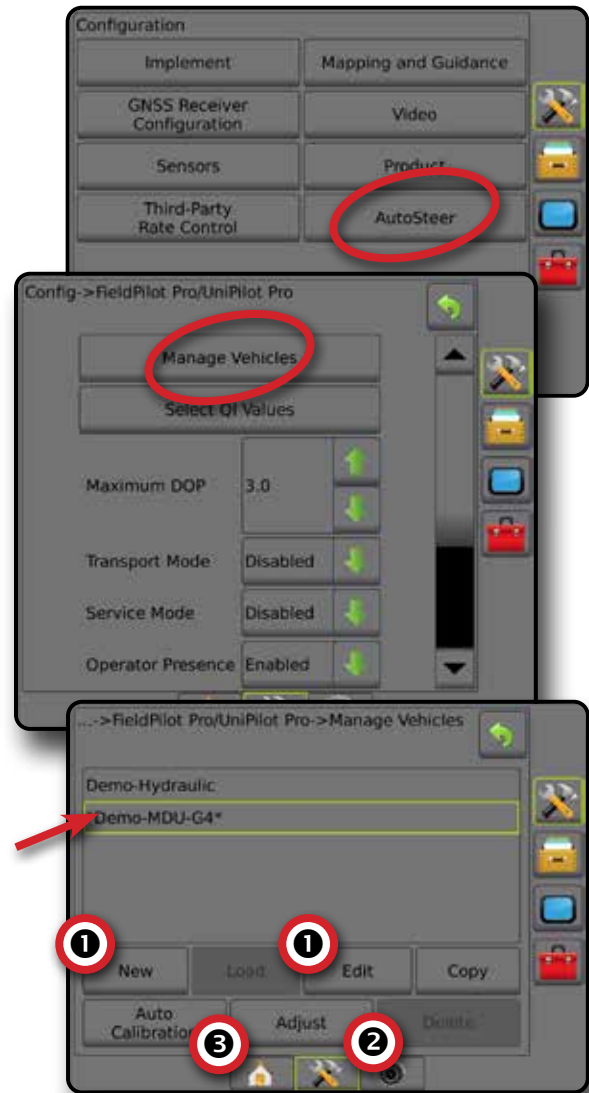 Configuration
Implement
Mapping and Guidance
GNSS Receiver
Configuration
Video
Sensors
Product
Third-Party
Rate Control
AutoSteer
Config->FieldPilot Pro/UniPilot Pro
Manage Vehicles
Select QI Values
Maximum DOP
3.0
Transport Mode
Disabled
Service Mode
Disabled
Operator Presence
Enabled
...->FieldPilot Pro/UniPilot Pro->Manage Vehicles
Demo-Hydraulic
*Demo-MDU-G4*
1
1
New
Load
Edit
Copy
Auto
Calibration
Adjust
Delete
3
2